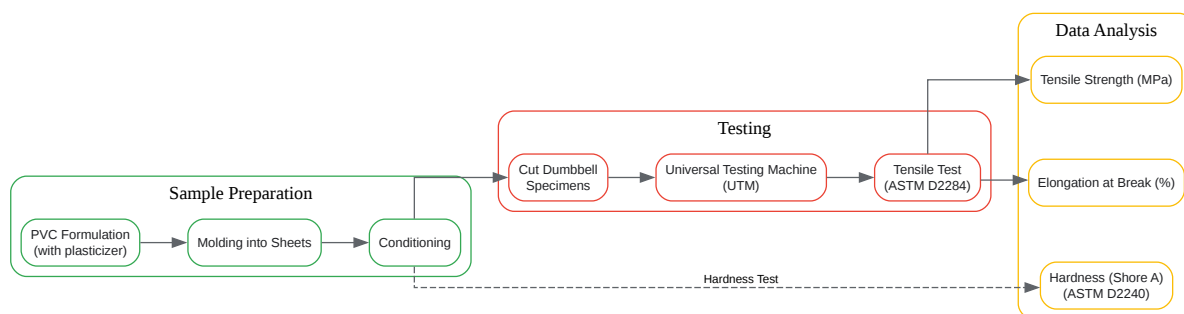 Data Analysis
Tensile Strength (MPa)
Testing
Cut Dumbbell
Specimens
Universal Testing Machine
(UTM)
Tensile Test
(ASTM D2284)
Elongation at Break (%)
Sample Preparation
PVC Formulation
(with plasticizer)
Molding into Sheets
Conditioning
Hardness Test
Hardness (Shore A)
(ASTM D2240)